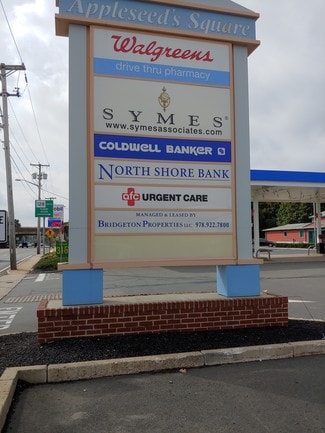 Appleseed's Square
Walgreens
drive thru pharmacy
SYMES®
www.symesassociates.com
COLDWELL BANKER
NORTH SHORE BANK
afc URGENT CARE
MANAGED & LEASED BY
BRIDGETON PROPERTIES LLC 978.922.7800